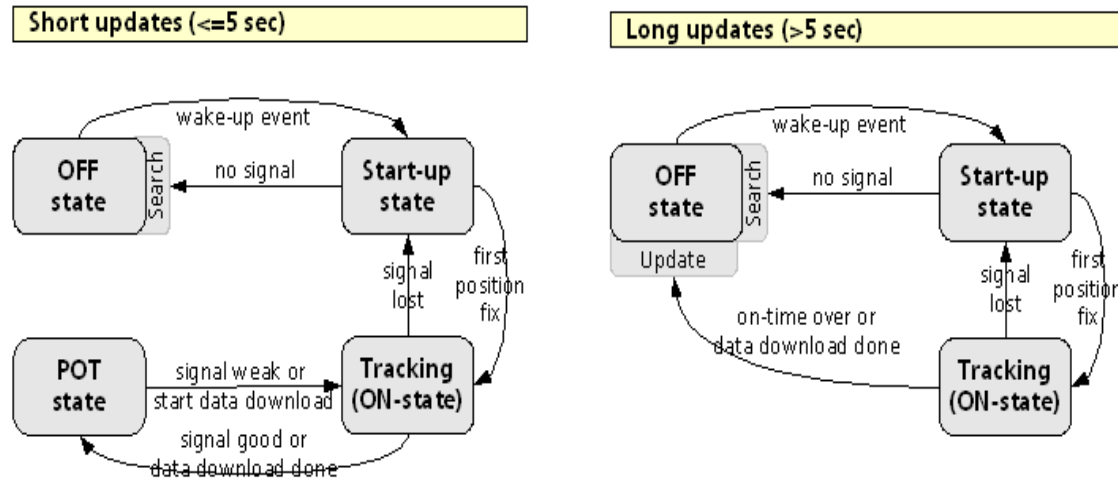 Short updates (<=5 sec)
wake-up event
OFF
state
Search
no signal
Start-up
state
signal
lost
first
position
fix
POT
state
signal weak or
start data download
Tracking
(ON-state)
signal good or
data download done
Long updates (>5 sec)
wake-up event
OFF
state
Search
Update
no signal
Start-up
state
signal
lost
first
position
fix
on-time over or
data download done
Tracking
(ON-state)